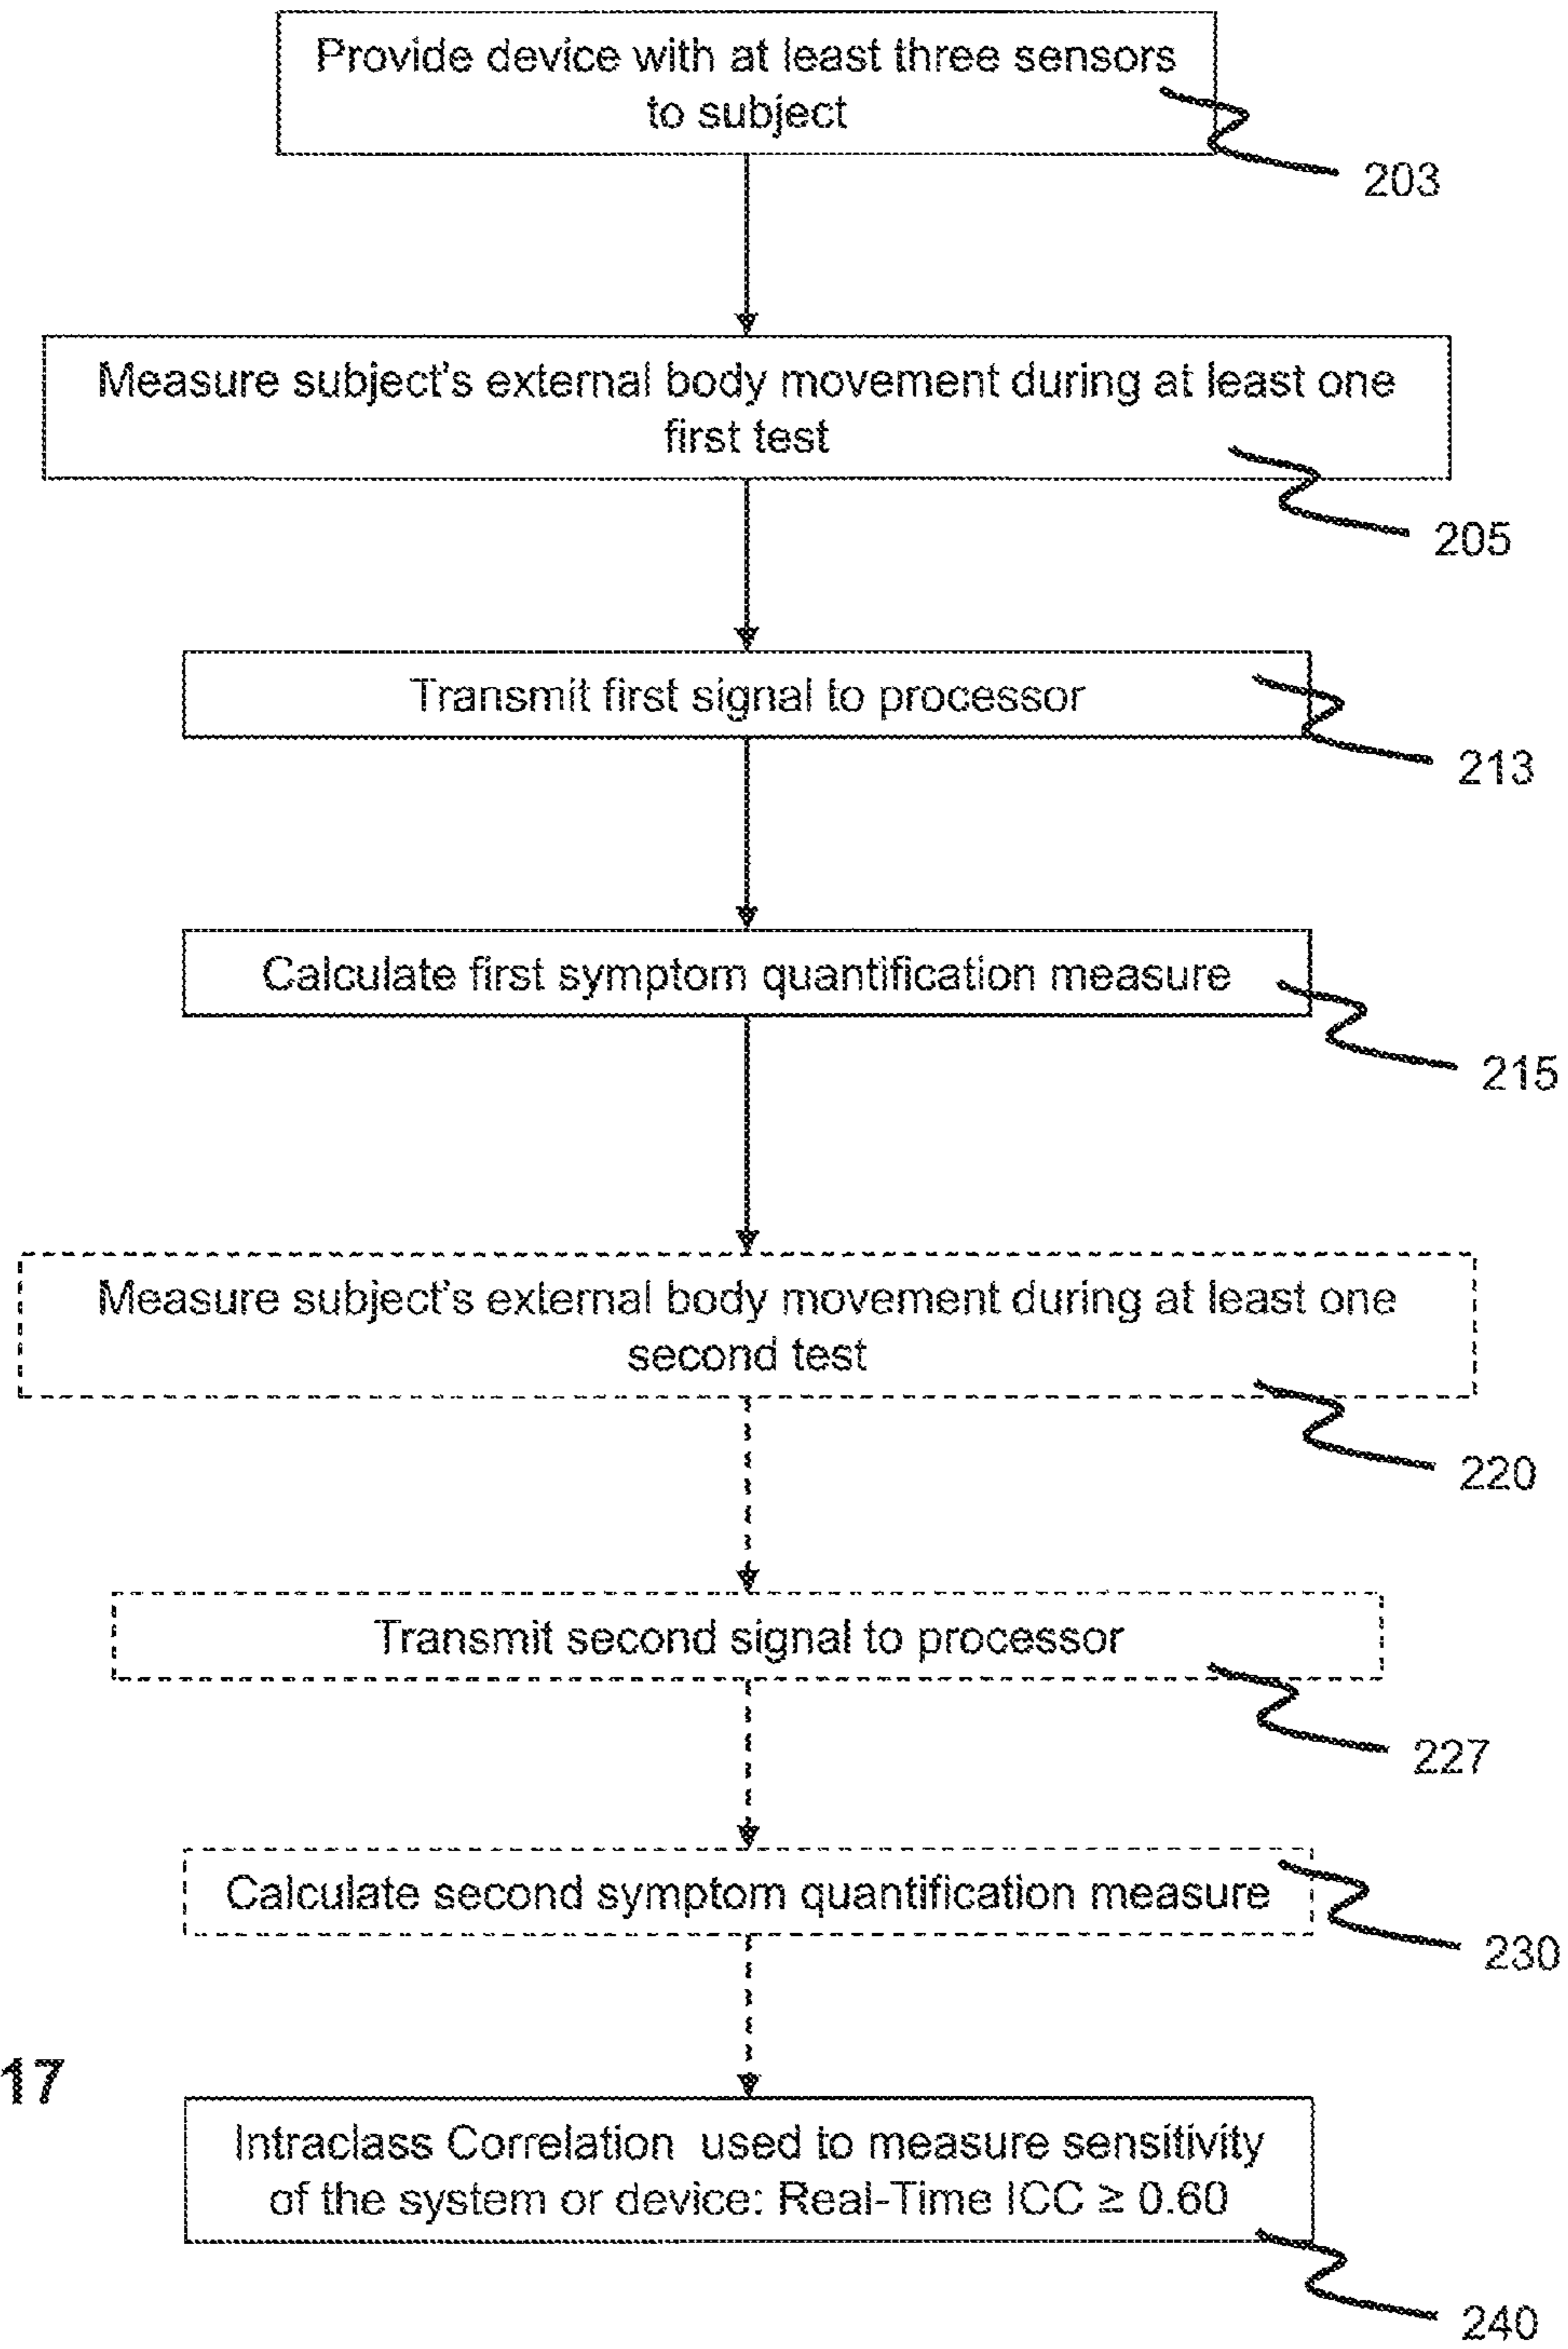 Provide device with at least three sensors
to subject
203
Measure subject's external body movement during at least one
first test
205
Transmit first signal to processor
213
Calculate first symptom quantification measure
215
Measure subject's external body movement during at least one
second test
220
Transmit second signal to processor
227
Calculate second symptom quantification measure
230
17
Intraclass Correlation used to measure sensitivity
of the system or device: Real-Time ICC ≥ 0.60
240